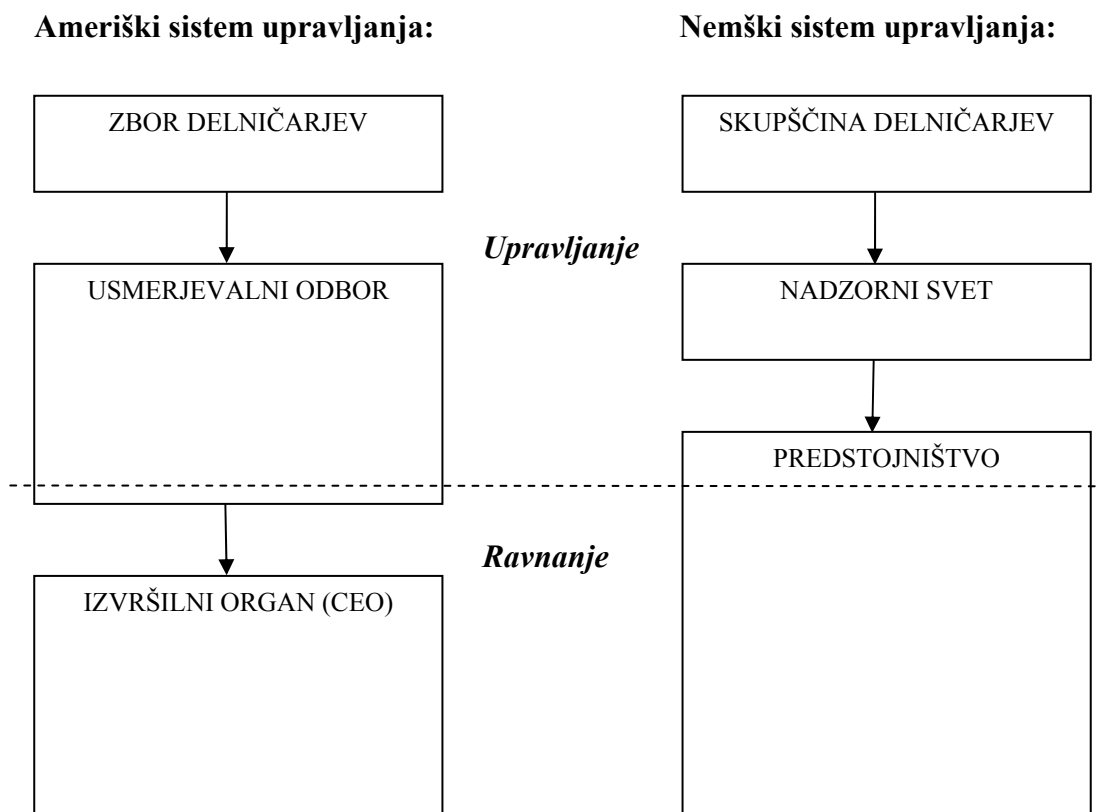 Ameriški sistem upravljanja:
Nemški sistem upravljanja:
ZBOR DELNIČARJEV
SKUPŠČINA DELNIČARJEV
Upravljanje
USMERJEVALNI ODBOR
NADZORNI SVET
PREDSTOJNIŠTVO
Ravnanje
IZVRŠILNI ORGAN (CEO)